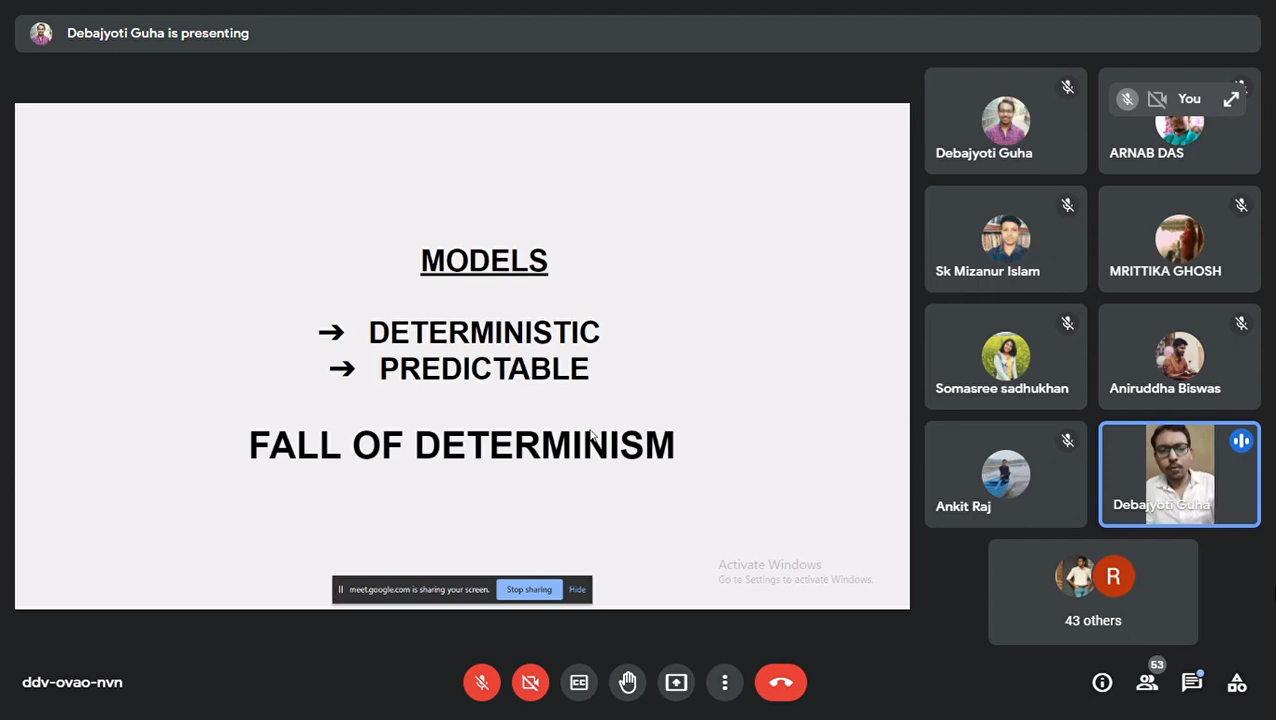 Debajyoti Guha is presenting
MODELS
➔ DETERMINISTIC
➔ PREDICTABLE
FALL OF DETERMINISM
Activate Windows
Go to Settings to activate Windows.
meet.google.com is sharing your screen. Stop sharing Hide
You
Debajyoti Guha
ARNAB DAS
Sk Mizanur Islam
MRITTIKA GHOSH
Somasree sadhukhan
Aniruddha Biswas
Ankit Raj
Debajyoti Guha
R
43 others
ddv-ovao-nvn
CC
53